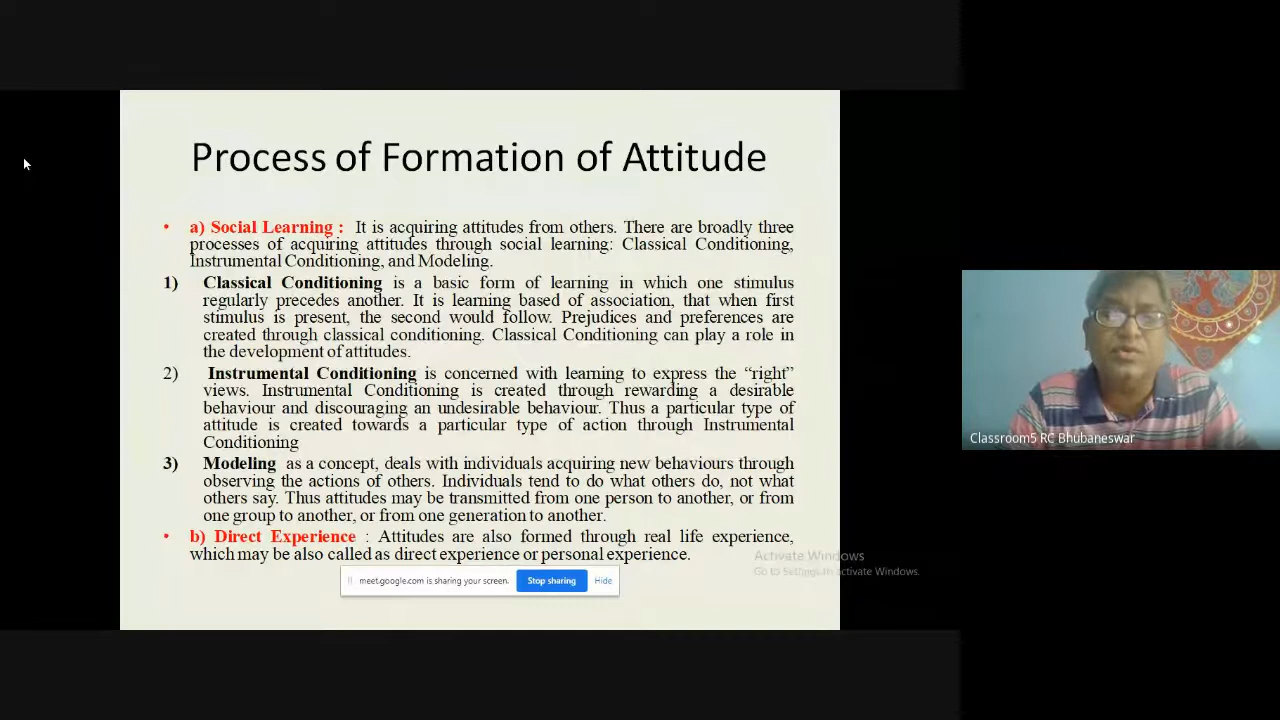 Process of Formation of Attitude
• a) Social Learning : It is acquiring attitudes from others. There are broadly three
processes of acquiring attitudes through social learning: Classical Conditioning,
Instrumental Conditioning, and Modeling.
1) Classical Conditioning is a basic form of learning in which one stimulus
regularly precedes another. It is learning based of association, that when first
stimulus is present, the second would follow. Prejudices and preferences are
created through classical conditioning. Classical Conditioning can play a role in
the development of attitudes.
2) Instrumental Conditioning is concerned with learning to express the “right”
views. Instrumental Conditioning is created through rewarding a desirable
behaviour and discouraging an undesirable behaviour. Thus a particular type of
attitude is created towards a particular type of action through Instrumental
Conditioning
3) Modeling as a concept, deals with individuals acquiring new behaviours through
observing the actions of others. Individuals tend to do what others do, not what
others say. Thus attitudes may be transmitted from one person to another, or from
one group to another, or from one generation to another.
• b) Direct Experience : Attitudes are also formed through real life experience,
which may be also called as direct experience or personal experience.
meet.google.com is sharing your screen. Stop sharing Hide
Activate Windows
Go to Settings to activate Windows.
Classroom5 RC Bhubaneswar